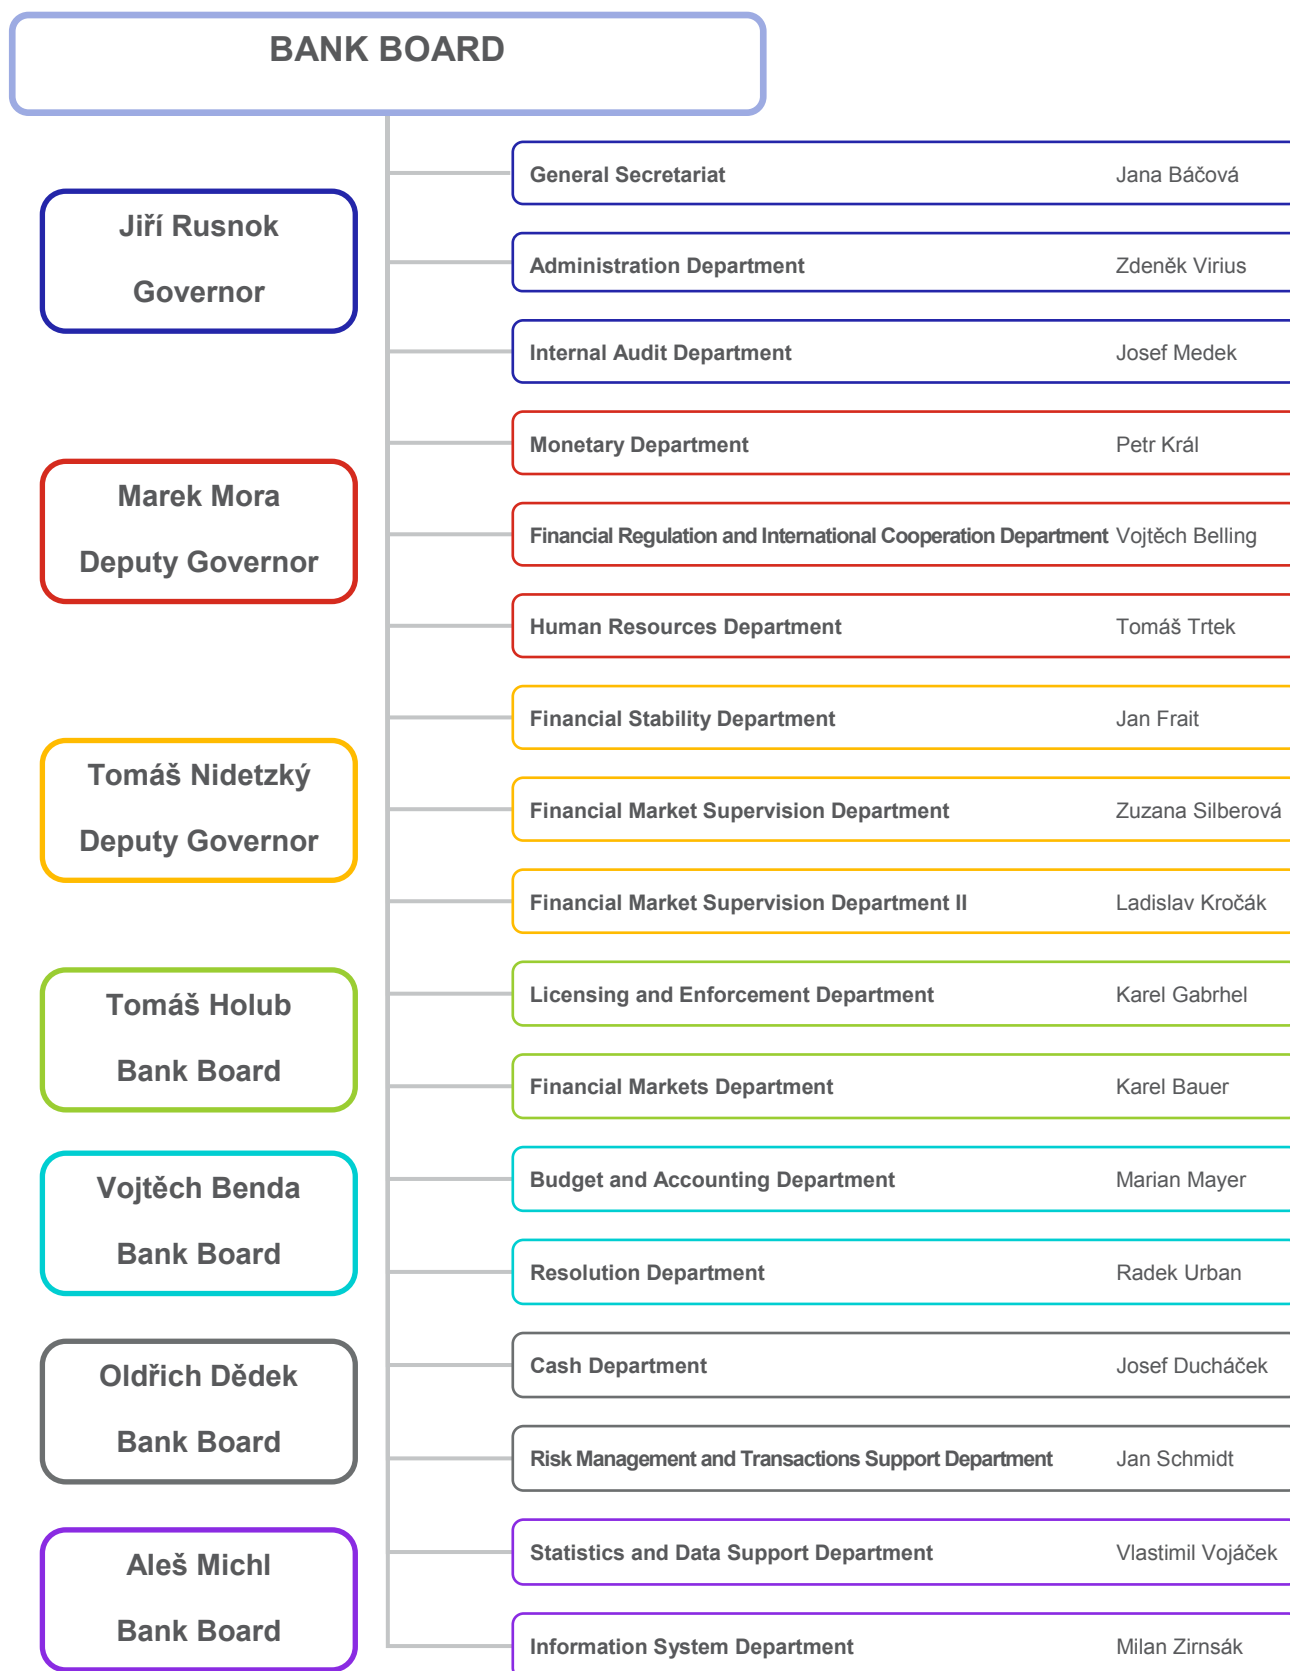 BANK BOARD
Jiří Rusnok
Governor
General Secretariat Jana Báčová
Administration Department Zdeněk Virius
Internal Audit Department Josef Medek
Marek Mora
Deputy Governor
Monetary Department Petr Král
Financial Regulation and International Cooperation Department Vojtěch Belling
Human Resources Department Tomáš Trtek
Tomáš Nidetzký
Deputy Governor
Financial Stability Department Jan Frait
Financial Market Supervision Department Zuzana Silberová
Financial Market Supervision Department II Ladislav Kročák
Tomáš Holub
Bank Board
Licensing and Enforcement Department Karel Gabrhel
Financial Markets Department Karel Bauer
Vojtěch Benda
Bank Board
Budget and Accounting Department Marian Mayer
Resolution Department Radek Urban
Oldřich Dědek
Bank Board
Cash Department Josef Ducháček
Risk Management and Transactions Support Department Jan Schmidt
Aleš Michl
Bank Board
Statistics and Data Support Department Vlastimil Vojáček
Information System Department Milan Zirnsák